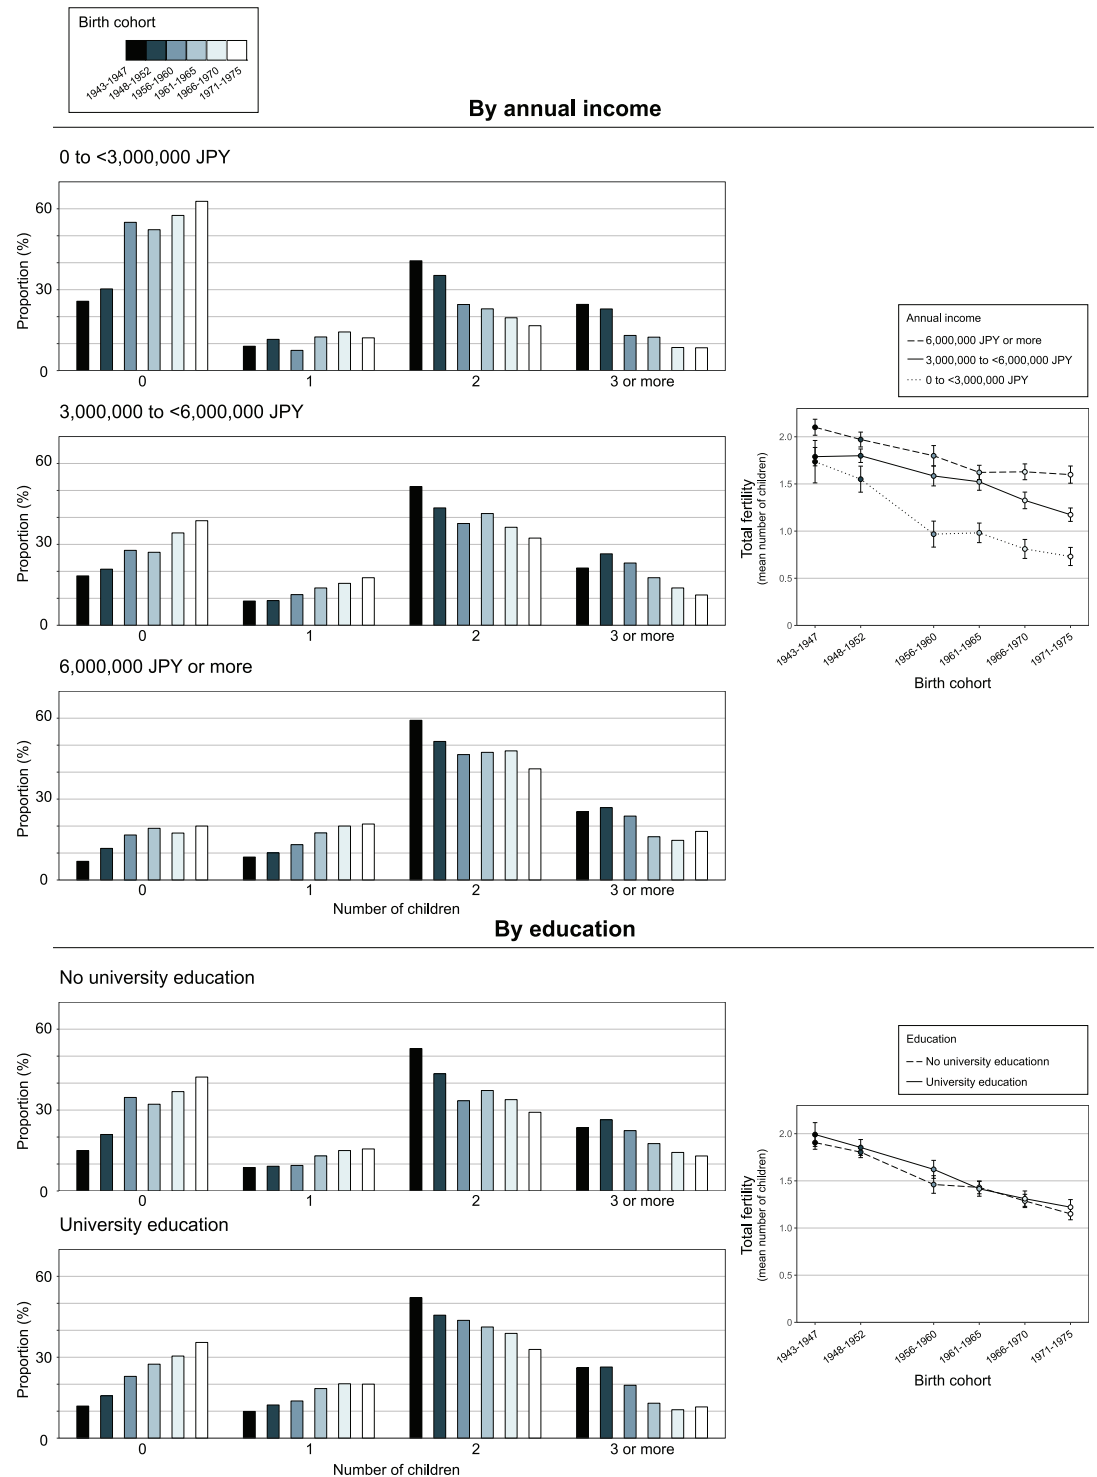 Birth cohort
1943-1947
1948-1952
1956-1960
1961-1965
1966-1970
1971-1975
By annual income
0 to <3,000,000 JPY
Proportion (%)
60
30
0
0 1 2 3 or more
3,000,000 to <6,000,000 JPY
Proportion (%)
60
30
0
0 1 2 3 or more
6,000,000 JPY or more
Proportion (%)
60
30
0
0 1 2 3 or more
Number of children
Annual income
6,000,000 JPY or more
3,000,000 to <6,000,000 JPY
0 to <3,000,000 JPY
Total fertility
(mean number of children)
2.0
1.5
1.0
0.5
0
1943-1947
1948-1952
1956-1960
1961-1965
1966-1970
1971-1975
Birth cohort
By education
No university education
Proportion (%)
60
30
0
0 1 2 3 or more
University education
Proportion (%)
60
30
0
0 1 2 3 or more
Number of children
Education
No university educationn
University education
Total fertility
(mean number of children)
2.0
1.5
1.0
0.5
0
1943-1947
1948-1952
1956-1960
1961-1965
1966-1970
1971-1975
Birth cohort